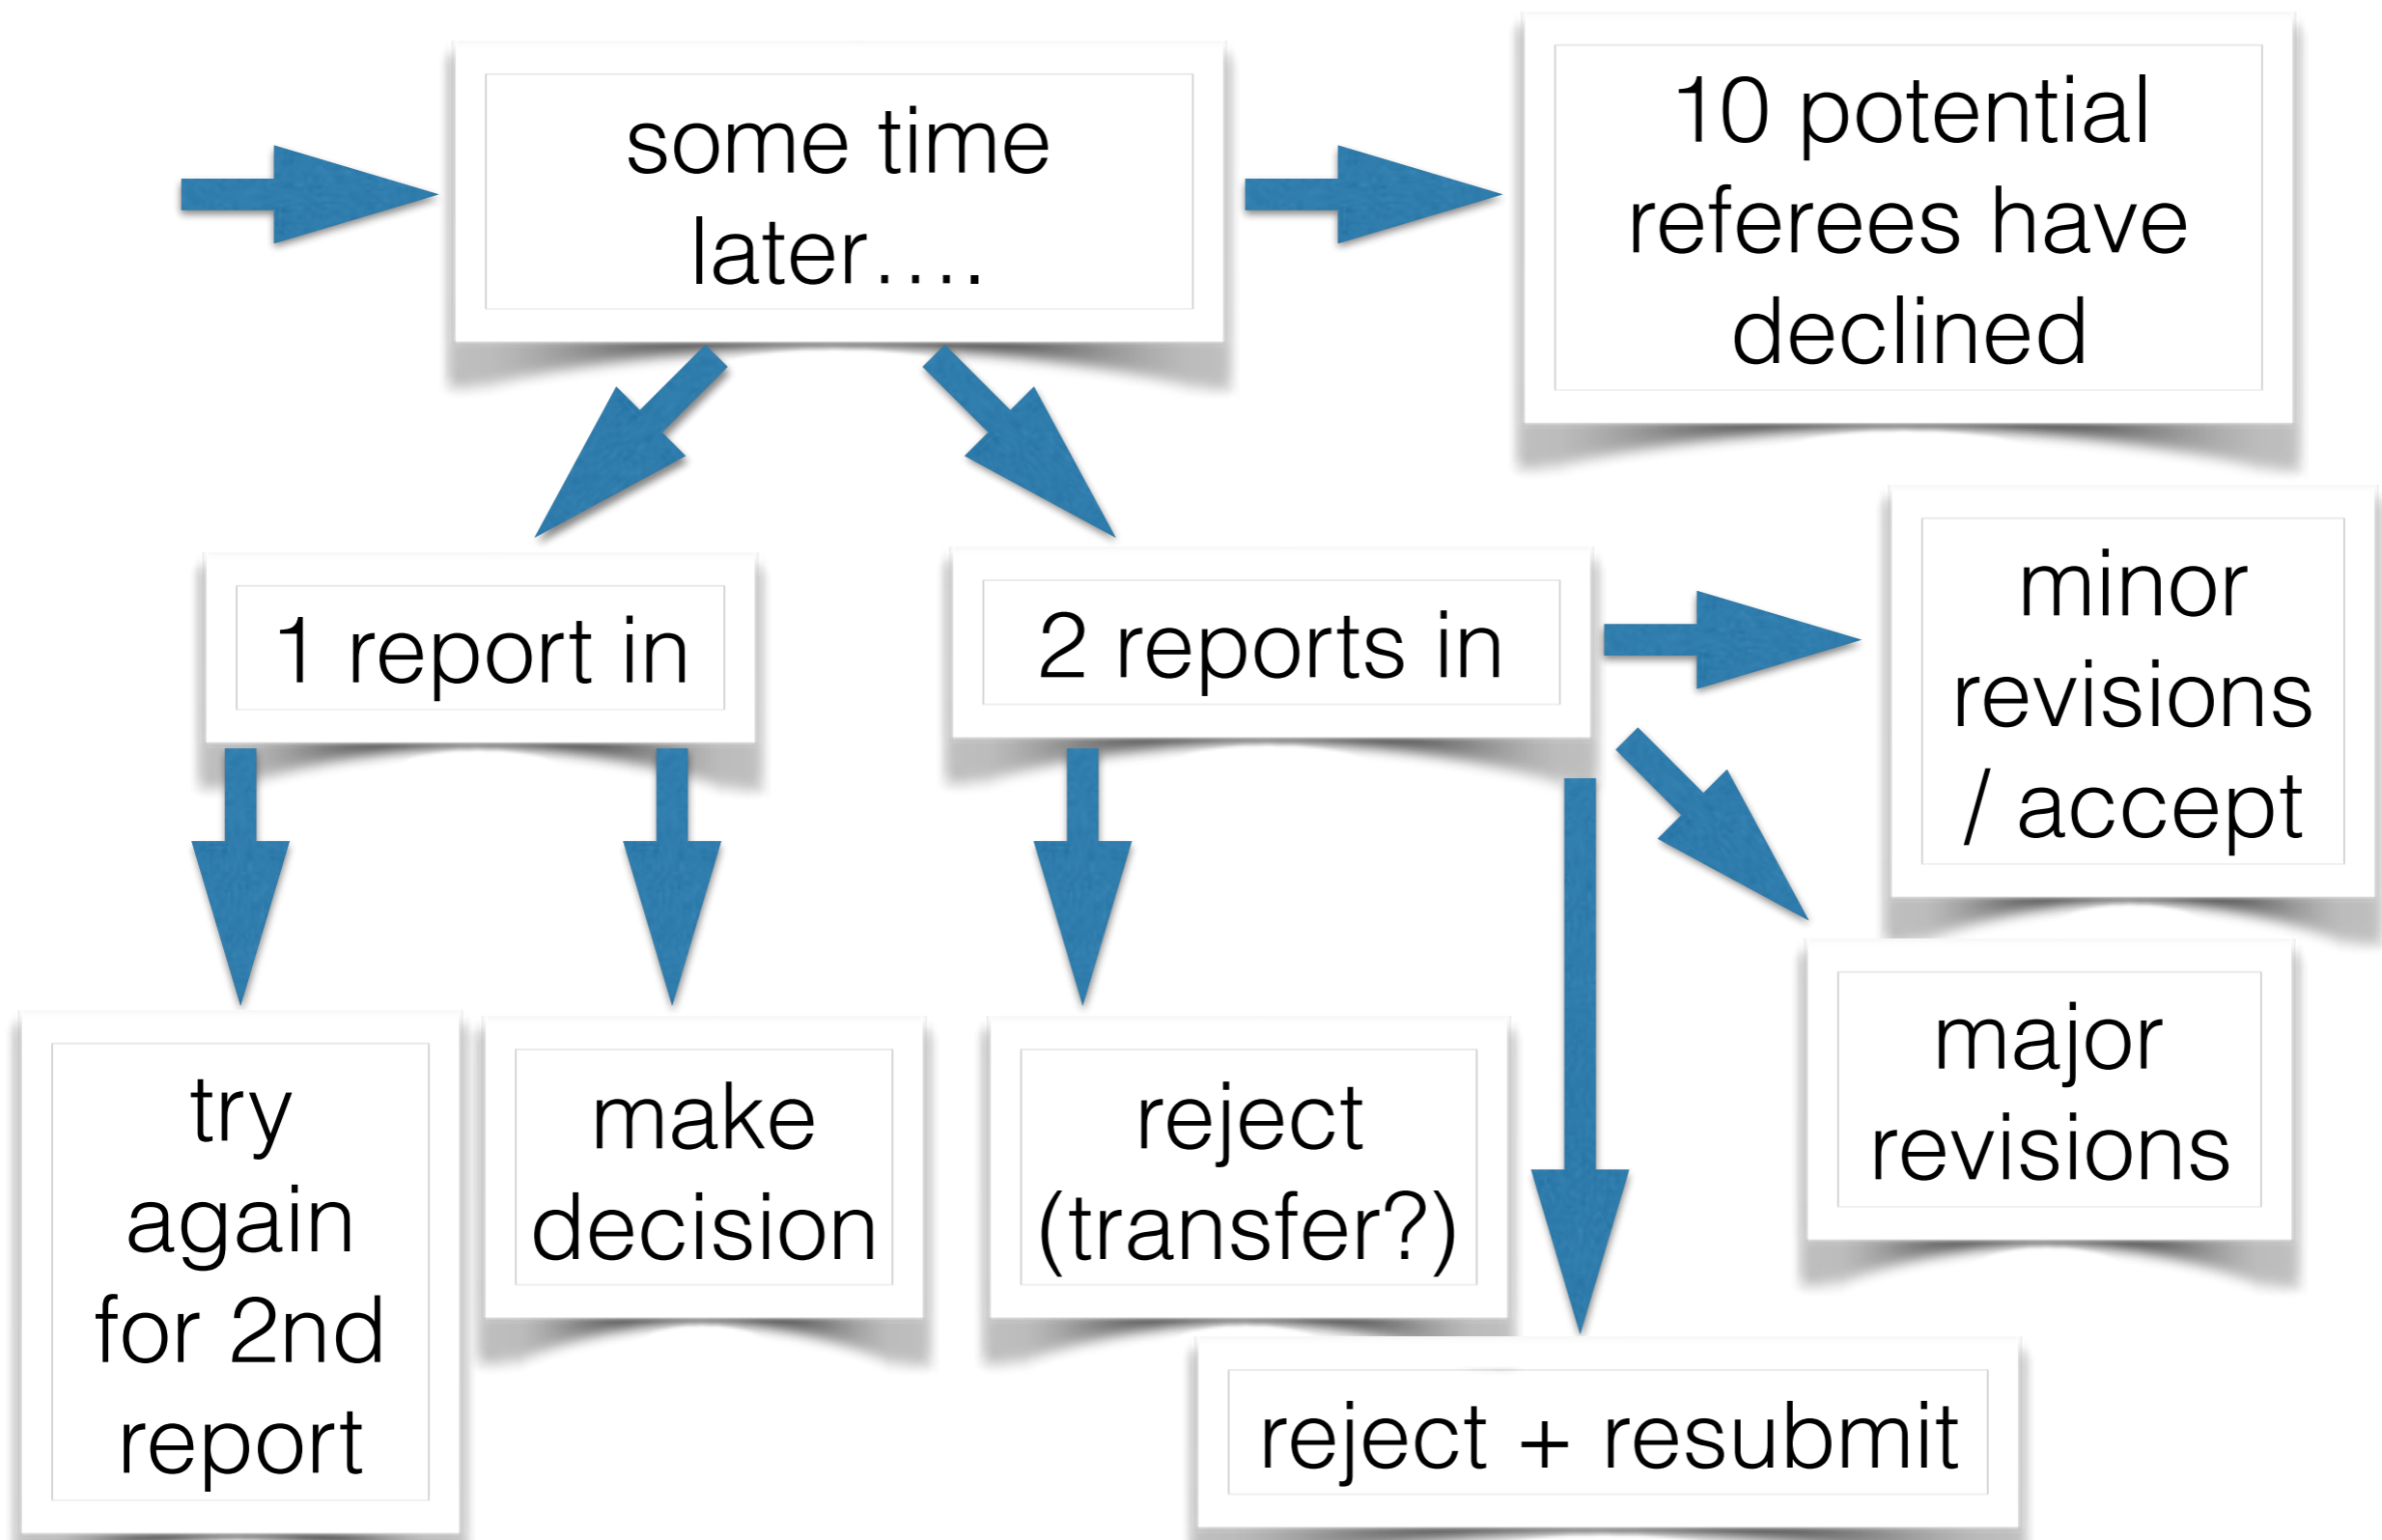 some time
later....
10 potential
referees have
declined
1 report in
2 reports in
minor
revisions
/ accept
major
revisions
try
again
for 2nd
report
make
decision
reject
(transfer?)
reject + resubmit